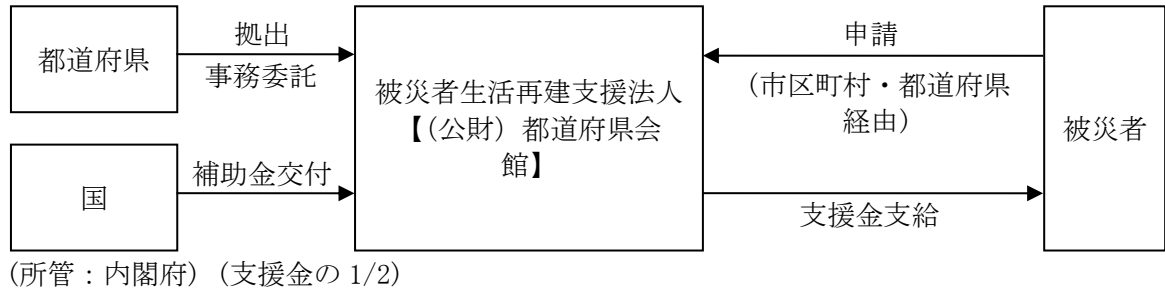 都道府県
拠出
事務委託
国
補助金交付
(所管：内閣府) (支援金の 1/2)
被災者生活再建支援法人
【(公財) 都道府県会
館】
申請
(市区町村・都道府県
経由)
支援金支給
被災者